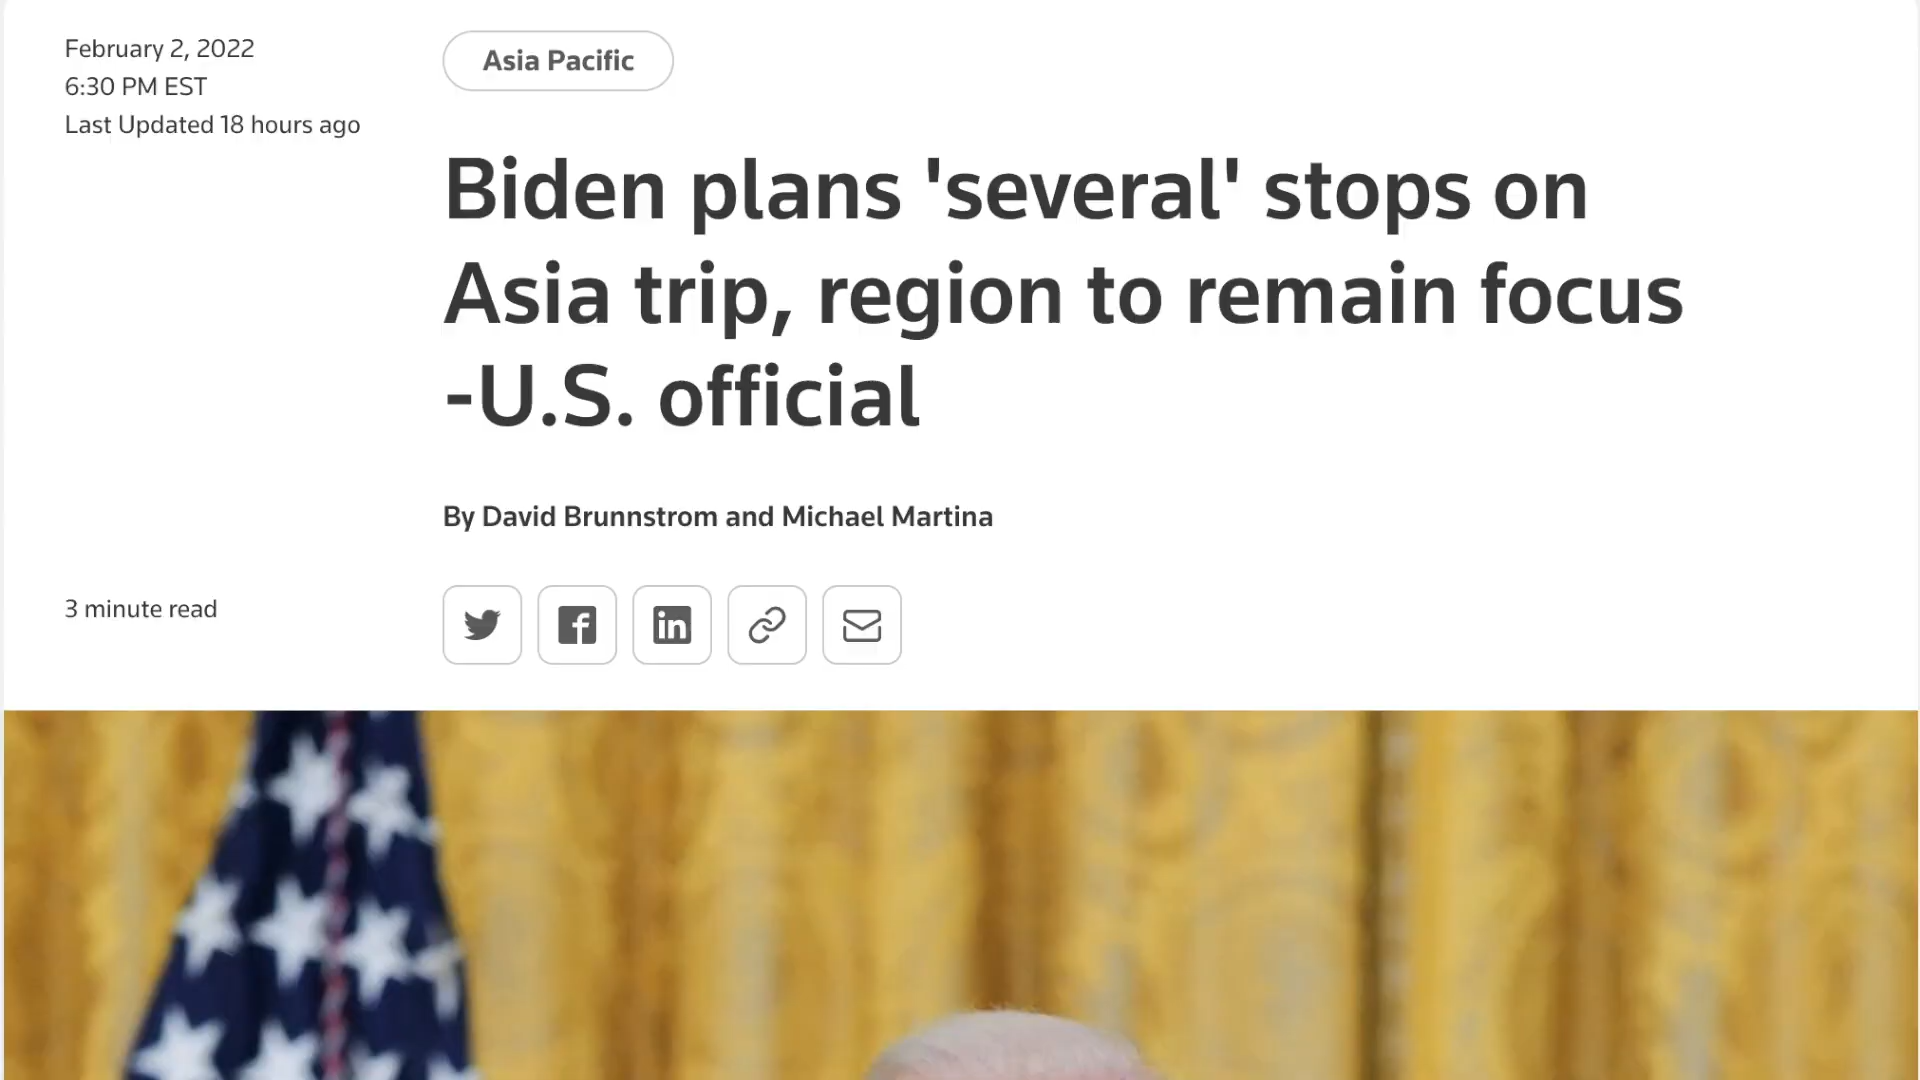 February 2, 2022
6:30 PM EST
Last Updated 18 hours ago
Asia Pacific
Biden plans 'several' stops on
Asia trip, region to remain focus
-U.S. official
By David Brunnstrom and Michael Martina
3 minute read